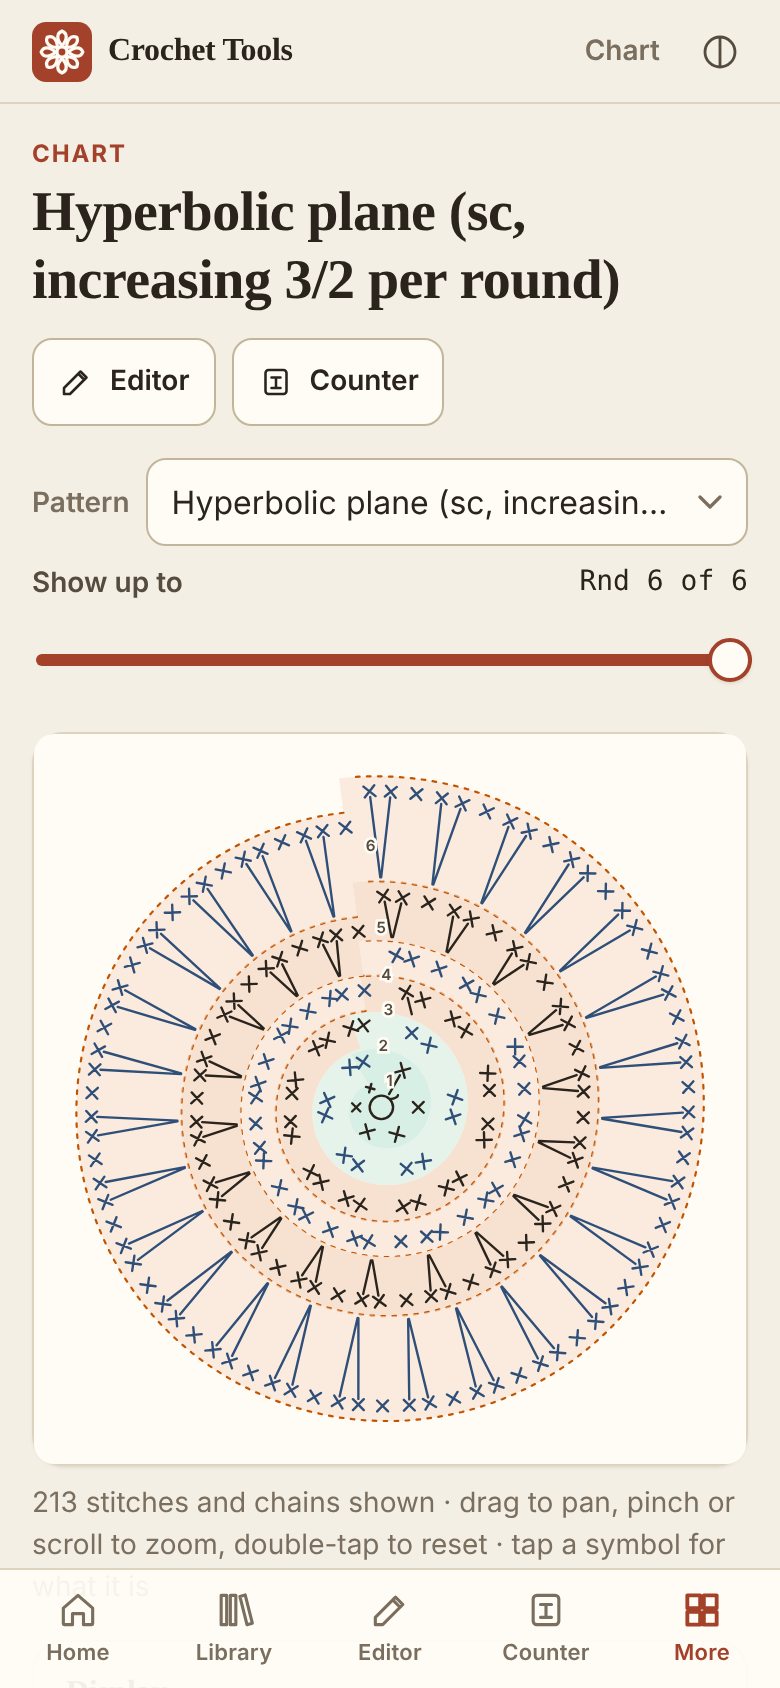 Crochet Tools
Chart
CHART
Hyperbolic plane (sc,
increasing 3/2 per round)
Editor
Counter
Pattern
Hyperbolic plane (sc, increasin...
Show up to
Rnd 6 of 6
6
5
4
3
2
1
213 stitches and chains shown · drag to pan, pinch or
scroll to zoom, double-tap to reset · tap a symbol for
what it is
Home
Library
Editor
Counter
More
Display